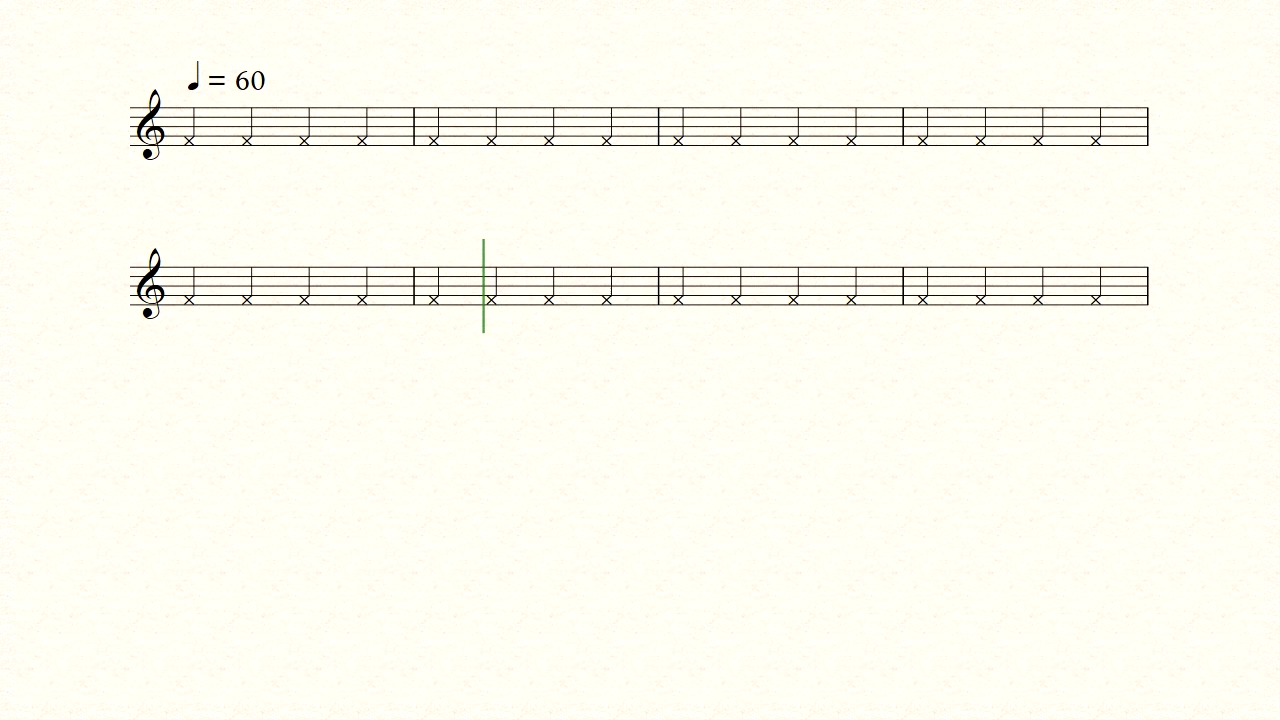 ♩ = 60